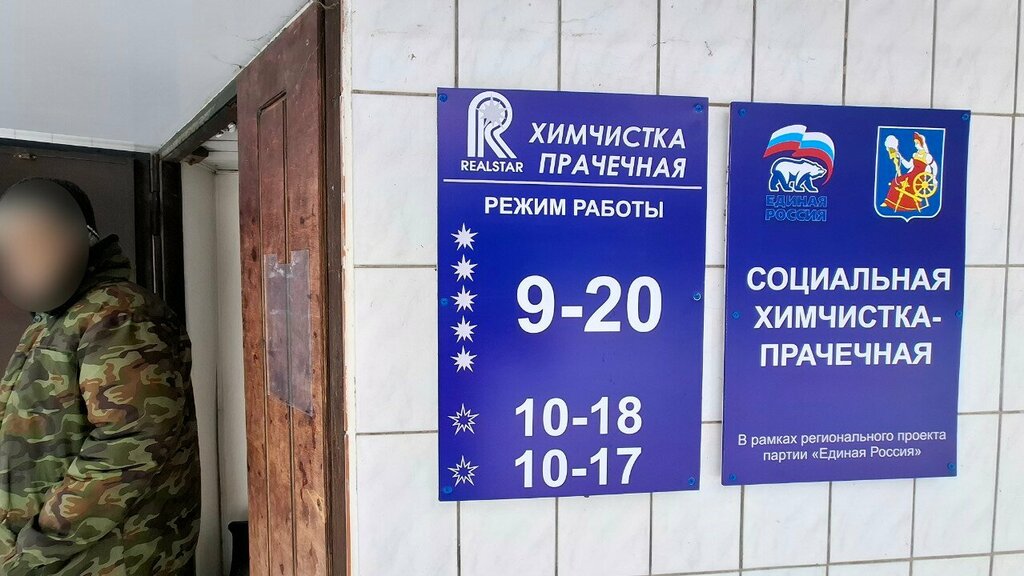 REALSTAR
ХИМЧИСТКА
ПРАЧЕЧНАЯ
РЕЖИМ РАБОТЫ
9-20
10-18
10-17
ЕДИНАЯ
РОССИЯ
СОЦИАЛЬНАЯ
ХИМЧИСТКА-
ПРАЧЕЧНАЯ
В рамках регионального проекта
партии «Единая Россия»